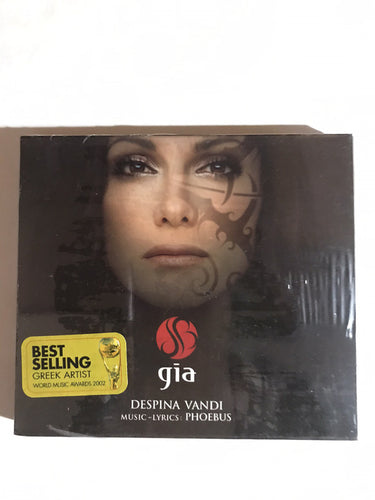 BEST
SELLING
GREEK ARTIST
WORLD MUSIC AWARDS 2002
gia
DESPINA VANDI
MUSIC - LYRICS: PHOEBUS